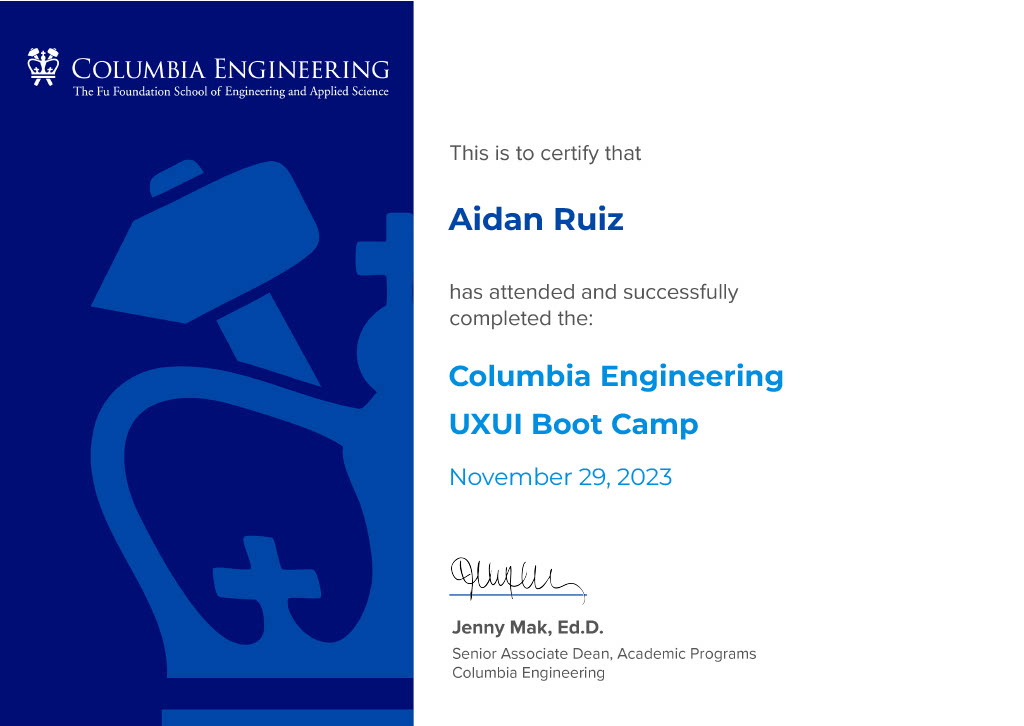 COLUMBIA ENGINEERING
The Fu Foundation School of Engineering and Applied Science
This is to certify that
Aidan Ruiz
has attended and successfully
completed the:
Columbia Engineering
UXUI Boot Camp
November 29, 2023
Jenny Mak, Ed.D.
Senior Associate Dean, Academic Programs
Columbia Engineering